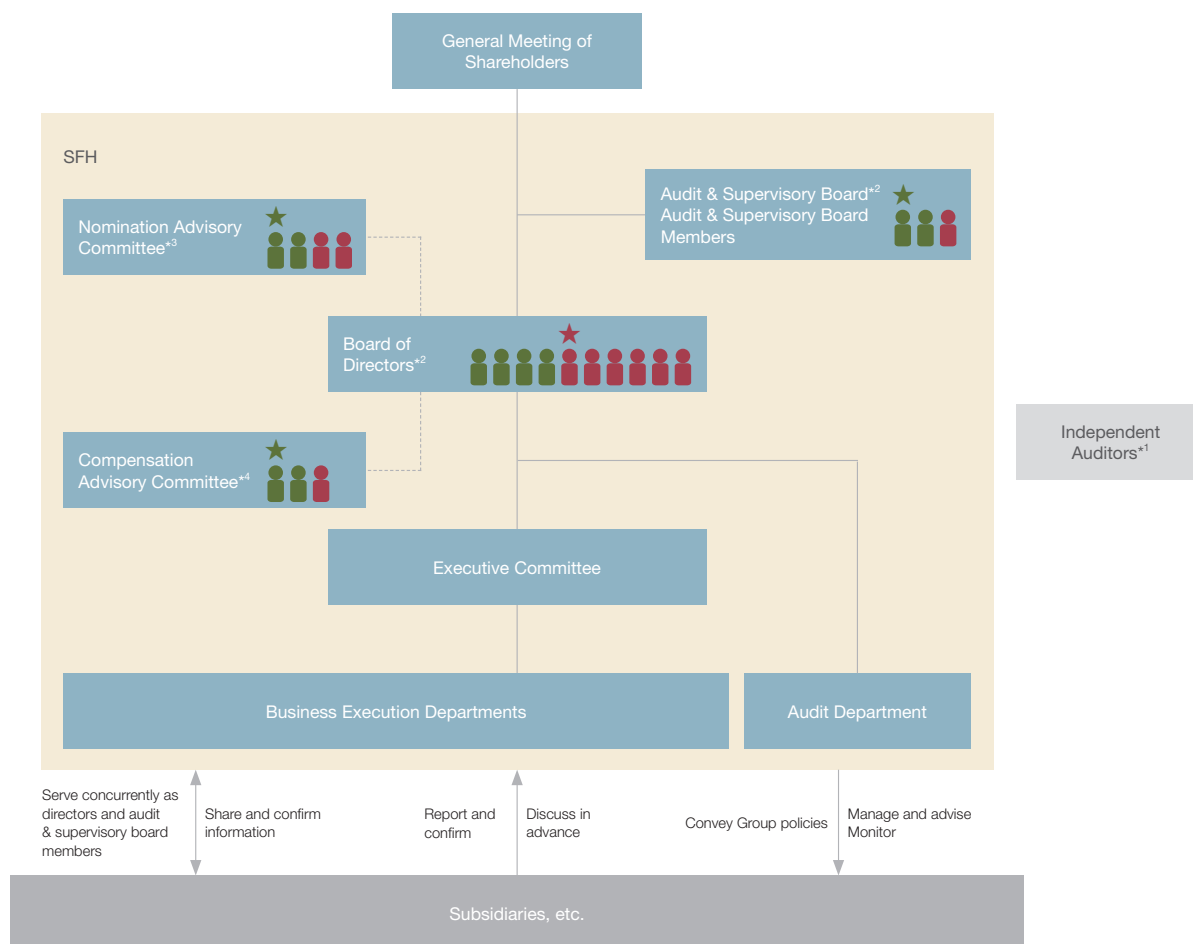 General Meeting of
Shareholders
SFH
Audit & Supervisory Board*2
Audit & Supervisory Board
Members
Nomination Advisory
Committee*3
Board of
Directors*2
Independent
Auditors*1
Compensation
Advisory Committee*4
Executive Committee
Business Execution Departments
Audit Department
Serve concurrently as
directors and audit
& supervisory board
members
Share and confirm
information
Report and
confirm
Discuss in
advance
Convey Group policies
Manage and advise
Monitor
Subsidiaries, etc.